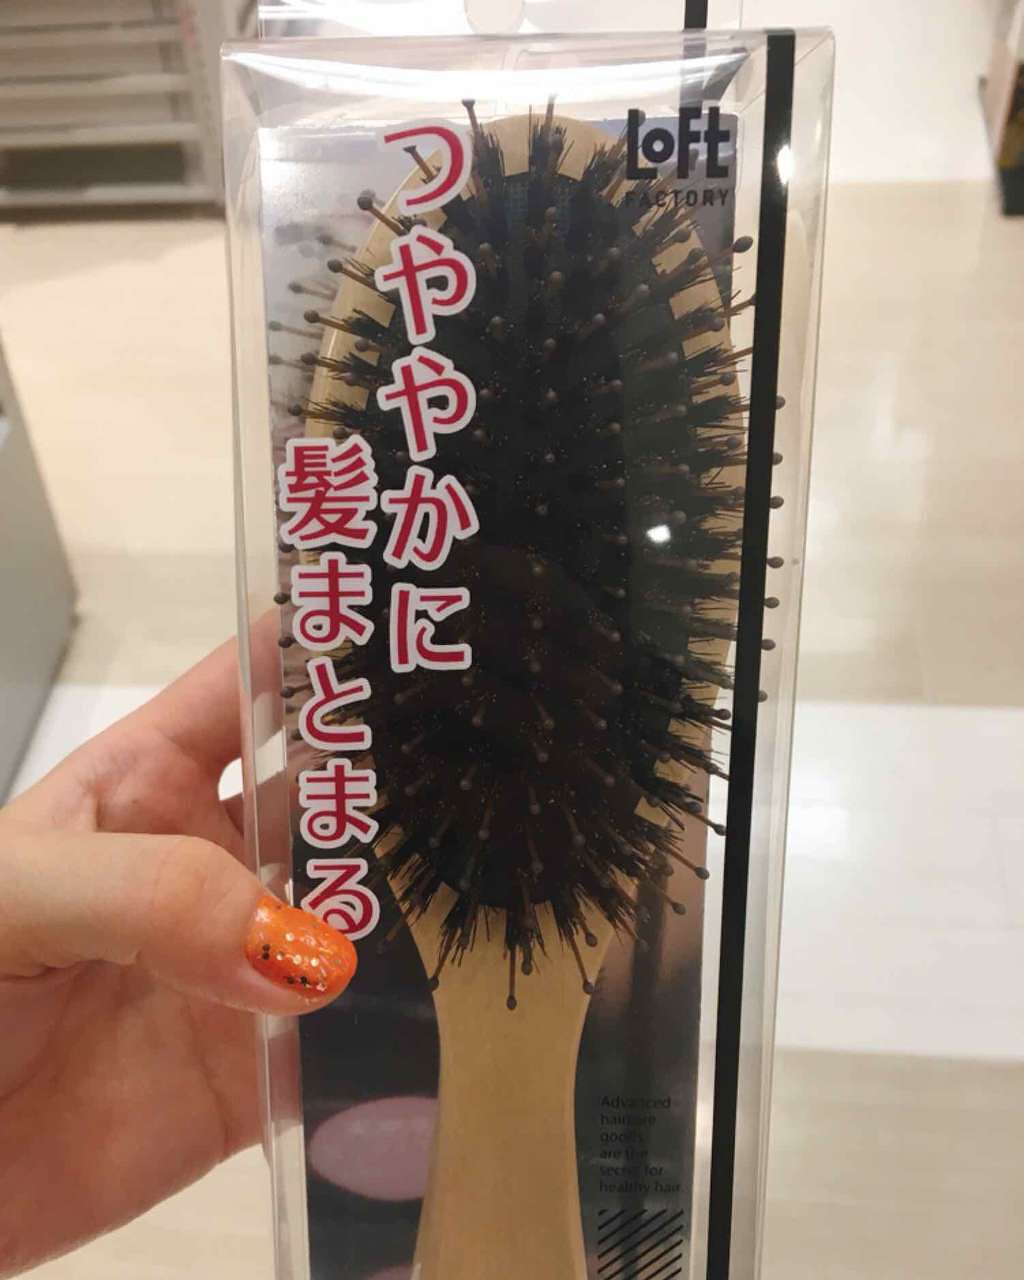 LoFt
FACTORY
つややかに
髪まとまる
Advanced
haircare
goods
are the
secret for
healthy hair.